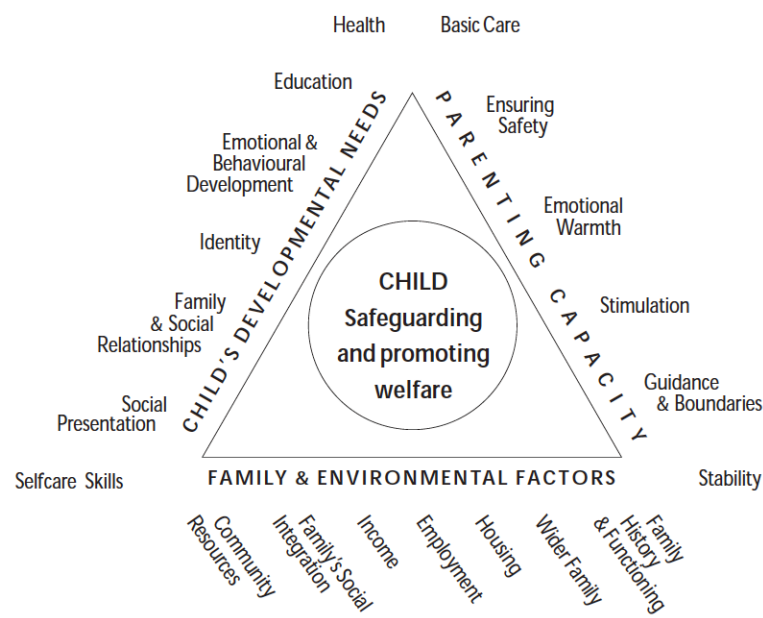 Health
Basic Care
Education
Ensuring
Safety
Emotional &
Behavioural
Development
Emotional
Warmth
Identity
Stimulation
Family
& Social
Relationships
Guidance
& Boundaries
Social
Presentation
Selfcare Skills
Stability
CHILD'S DEVELOPMENTAL NEEDS
PARENTING CAPACITY
CHILD
Safeguarding
and promoting
welfare
FAMILY & ENVIRONMENTAL FACTORS
Community
Resources
Family's Social
Integration
Income
Employment
Housing
Wider Family
Family
History
& Functioning